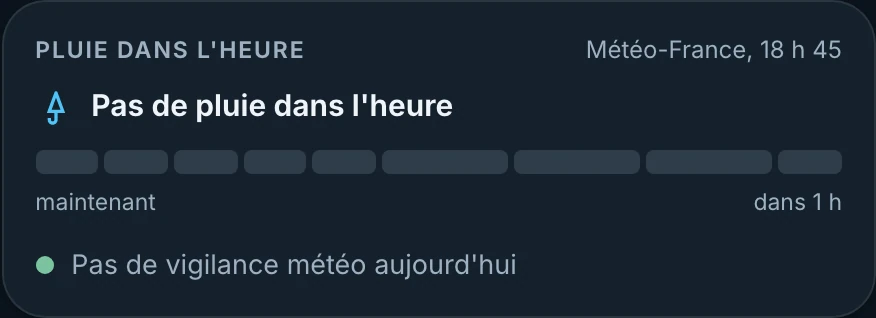 PLUIE DANS L'HEURE
Météo-France, 18 h 45
Pas de pluie dans l'heure
maintenant
dans 1 h
Pas de vigilance météo aujourd'hui